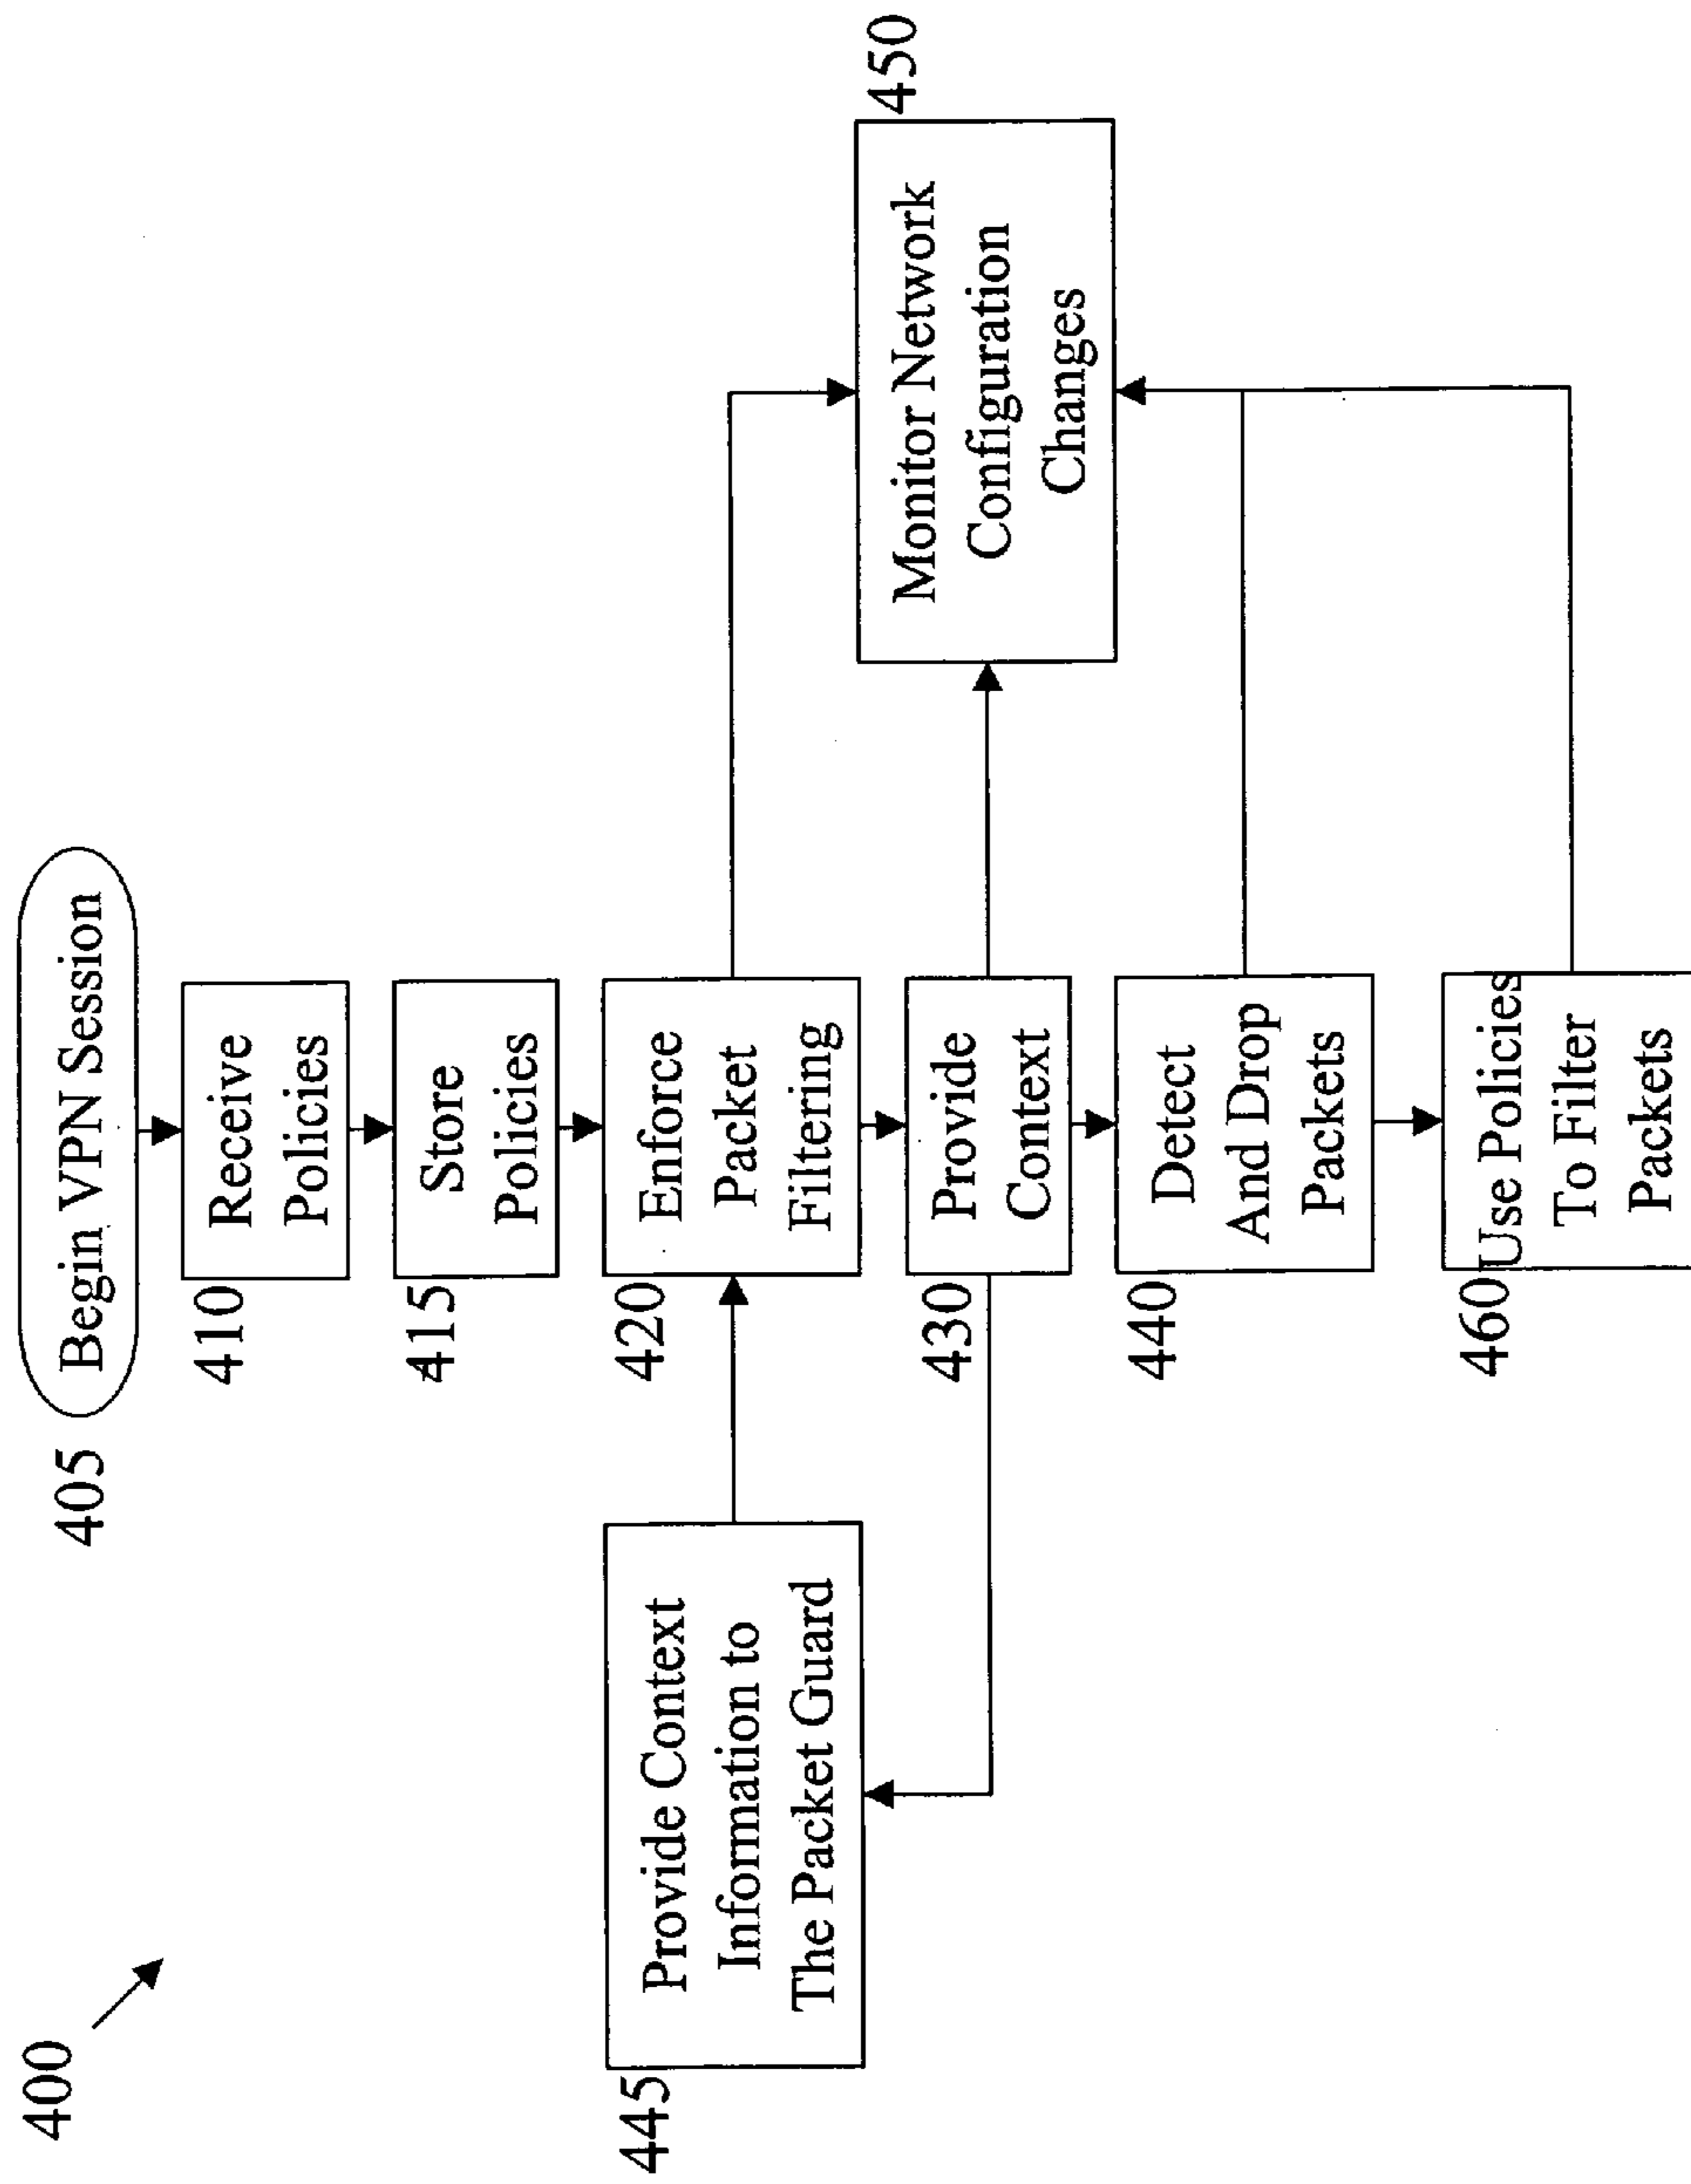 400
405
Begin VPN Session
410
Receive
Policies
415
Store
Policies
445
Provide Context
Information to
The Packet Guard
420
Enforce
Packet
Filtering
450
Monitor Network
Configuration
Changes
430
Provide
Context
440
Detect
And Drop
Packets
460
Use Policies
To Filter
Packets